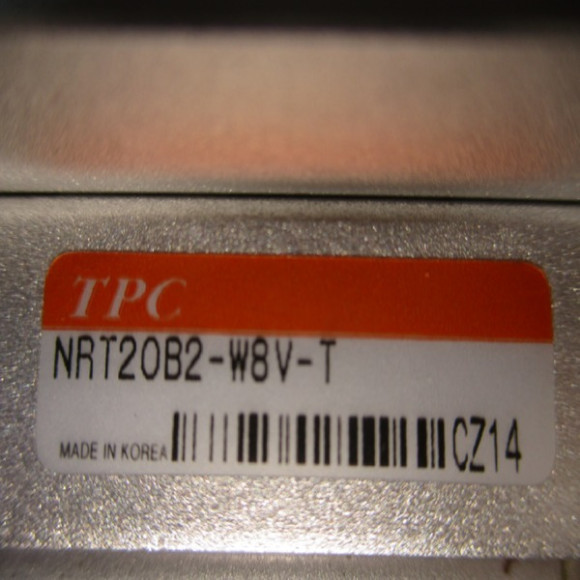 TPC
NRT20B2-W8V-T
MADE IN KOREA CZ14